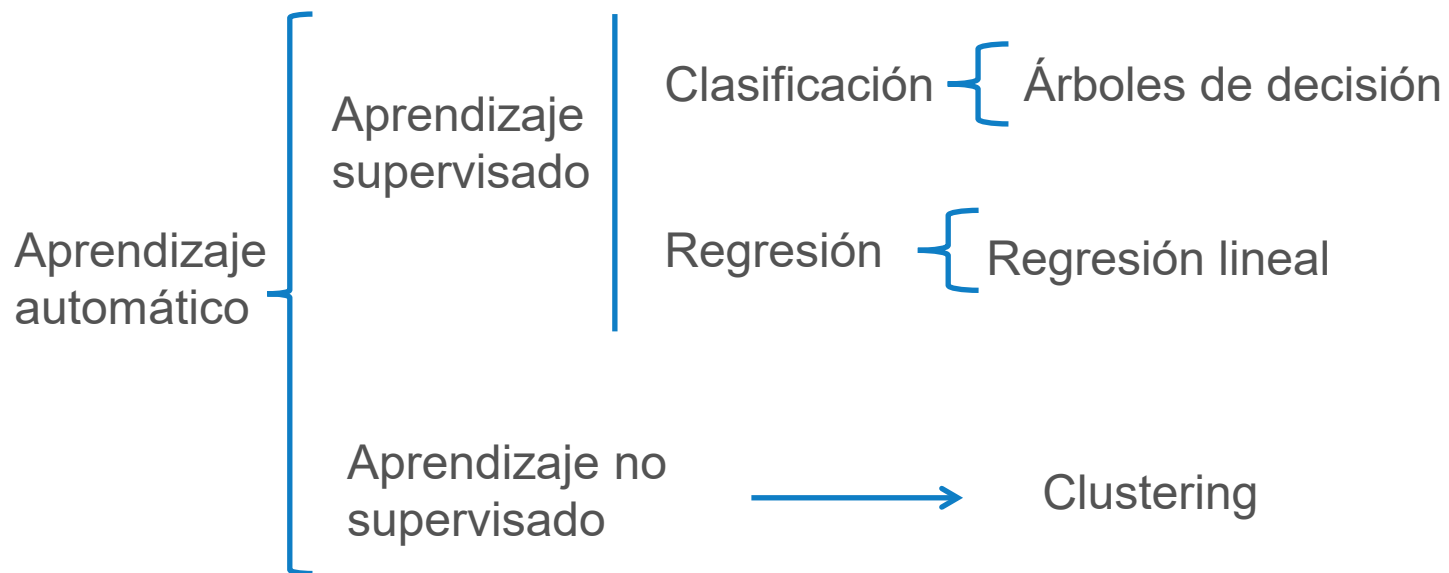 Aprendizaje
automático
Aprendizaje
supervisado
Clasificación
Árboles de decisión
Regresión
Regresión lineal
Aprendizaje no
supervisado
Clustering